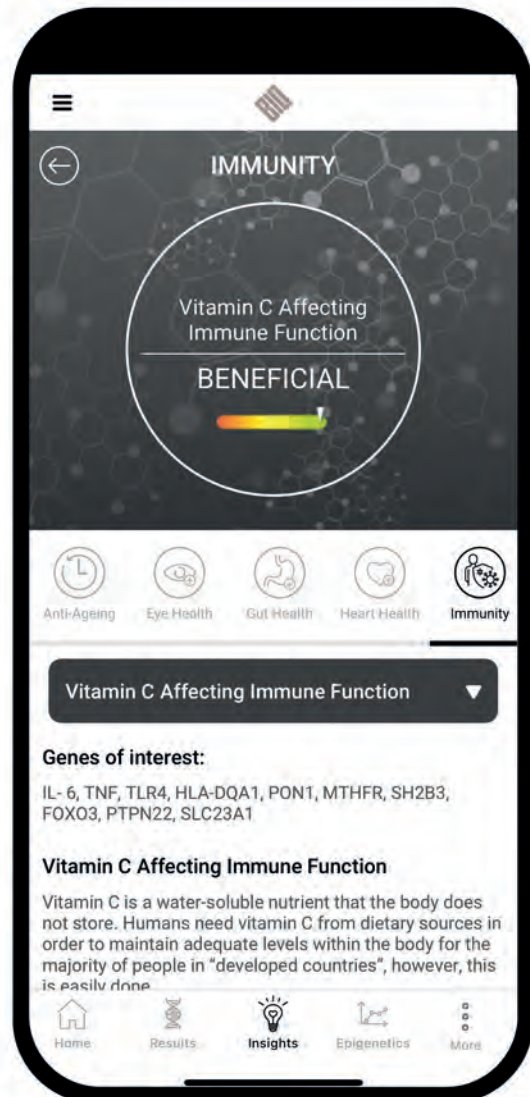 IMMUNITY
Vitamin C Affecting
Immune Function
BENEFICIAL
Anti-Ageing
Eye Health
Gut Health
Heart Health
Immunity
Vitamin C Affecting Immune Function
Genes of interest:
IL- 6, TNF, TLR4, HLA-DQA1, PON1, MTHFR, SH2B3,
FOXO3, PTPN22, SLC23A1
Vitamin C Affecting Immune Function
Vitamin C is a water-soluble nutrient that the body does
not store. Humans need vitamin C from dietary sources in
order to maintain adequate levels within the body for the
majority of people in “developed countries”, however, this
is easily done
Home
Results
Insights
Epigenetics
More